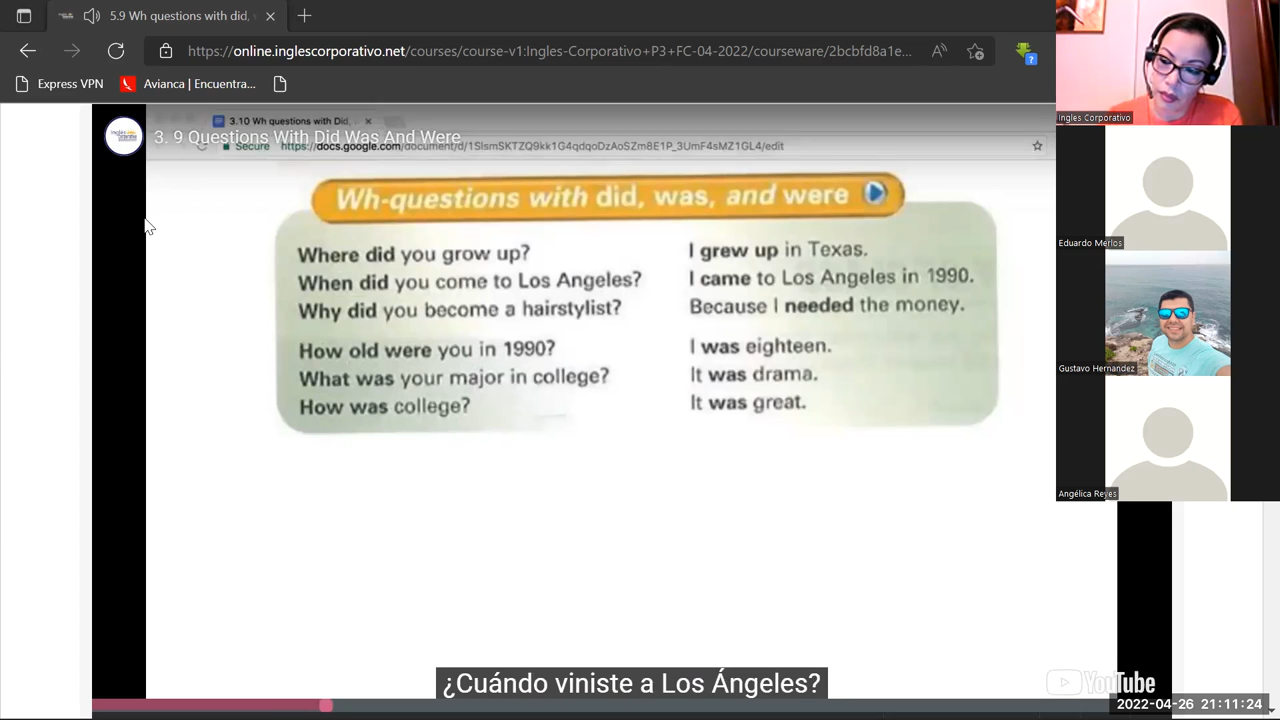 5.9 Wh questions with did,
https://online.inglescorporativo.net/courses/course-v1:Ingles-Corporativo+P3+FC-04-2022/courseware/2bcbfd8a1e...
Express VPN
Avianca | Encuentra...
3.10 Wh questions with did,
3. 9 Questions With Did Was And Were
Secure https://docs.google.com/document/d/1SlsmSKTZQ9kk1G4qdqoDzAoSZm8E1P_3UmF4sMZ1GL4/edit
Wh-questions with did, was, and were
Where did you grow up? I grew up in Texas.
When did you come to Los Angeles? I came to Los Angeles in 1990.
Why did you become a hairstylist? Because I needed the money.
How old were you in 1990? I was eighteen.
What was your major in college? It was drama.
How was college? It was great.
¿Cuándo viniste a Los Ángeles?
YouTube
2022-04-26 21:11:24
Ingles Corporativo
Eduardo Merlos
Gustavo Hernandez
Angélica Reyes